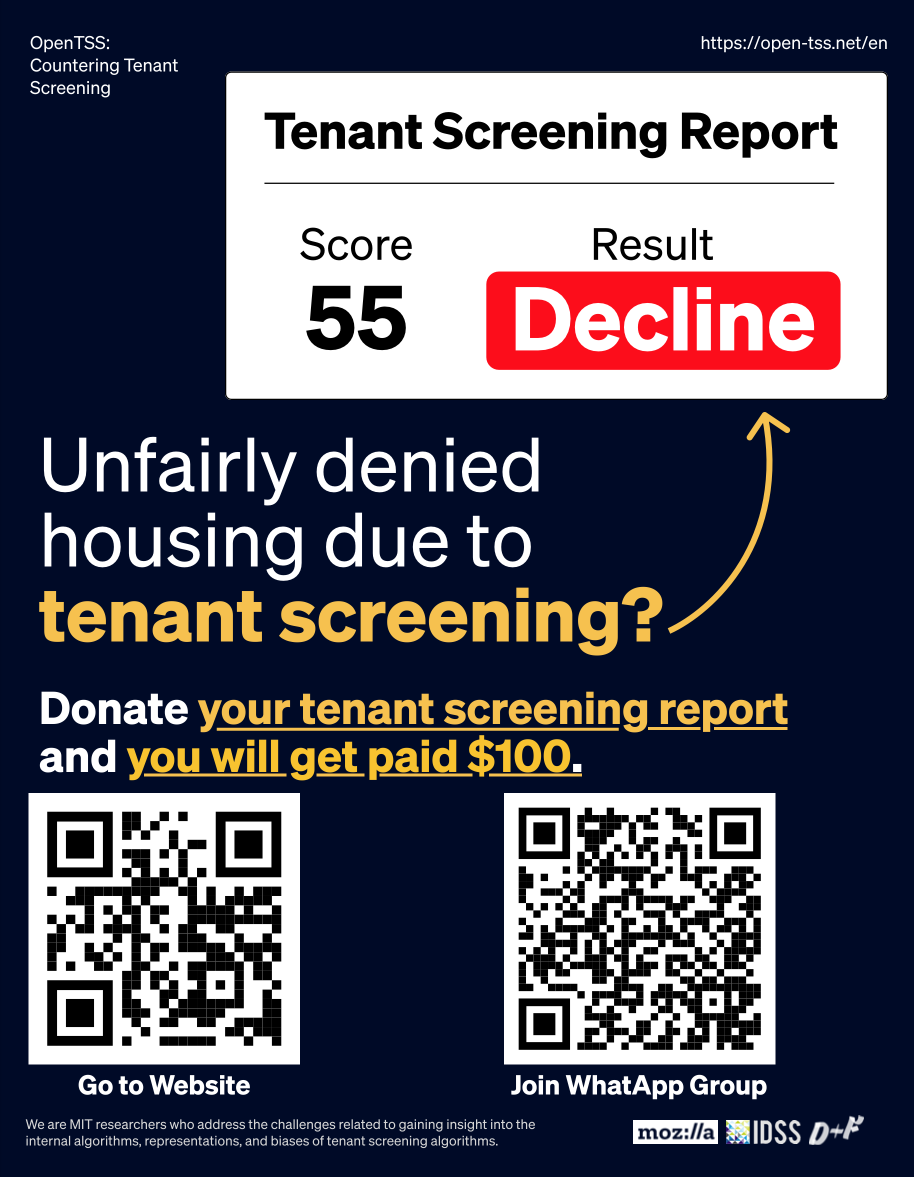 OpenTSS:
Countering Tenant
Screening
https://open-tss.net/en
Tenant Screening Report
Score
Result
55
Decline
Unfairly denied
housing due to
tenant screening?
Donate your tenant screening report
and you will get paid $100.
Go to Website
Join WhatApp Group
We are MIT researchers who address the challenges related to gaining insight into the
internal algorithms, representations, and biases of tenant screening algorithms.
moz://a
IDSS
D+F